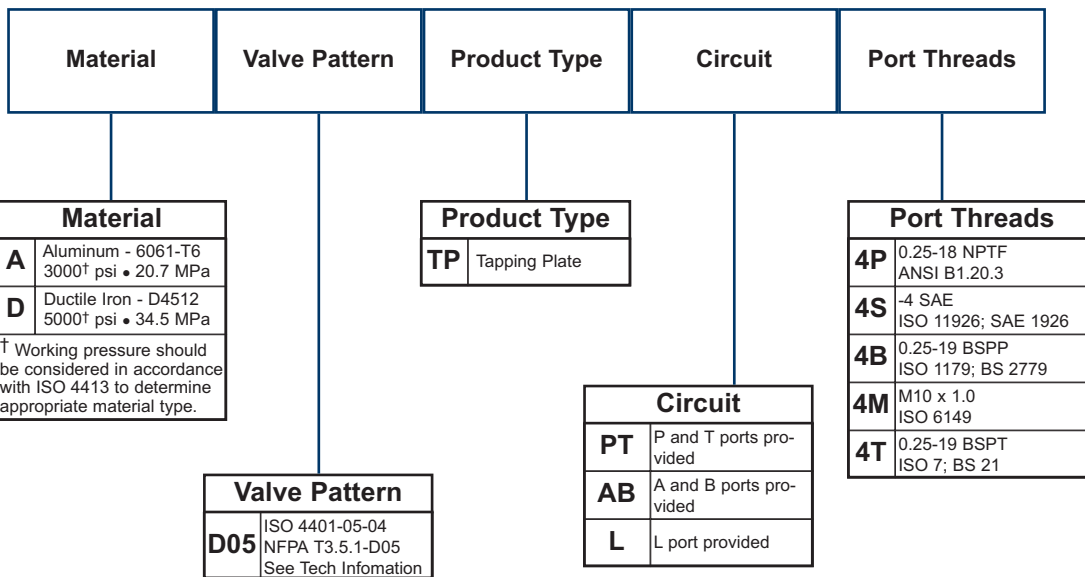 Material Valve Pattern Product Type Circuit Port Threads
Material
A Aluminum - 6061-T6
3000† psi • 20.7 MPa
D Ductile Iron - D4512
5000† psi • 34.5 MPa
† Working pressure should
be considered in accordance
with ISO 4413 to determine
appropriate material type.
Valve Pattern
D05 ISO 4401-05-04
NFPA T3.5.1-D05
See Tech Infomation
Product Type
TP Tapping Plate
Circuit
PT P and T ports pro-
vided
AB A and B ports pro-
vided
L L port provided
Port Threads
4P 0.25-18 NPTF
ANSI B1.20.3
4S -4 SAE
ISO 11926; SAE 1926
4B 0.25-19 BSPP
ISO 1179; BS 2779
4M M10 x 1.0
ISO 6149
4T 0.25-19 BSPT
ISO 7; BS 21